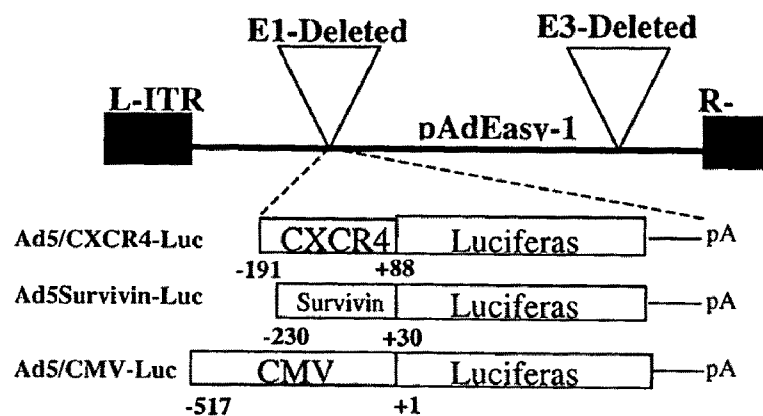 E1-Deleted E3-Deleted
L-ITR R-
pAdEasy-1
Ad5/CXCR4-Luc CXCR4 Luciferas pA
-191 +88
Ad5Survivin-Luc Survivin Luciferas pA
-230 +30
Ad5/CMV-Luc CMV Luciferas pA
-517 +1